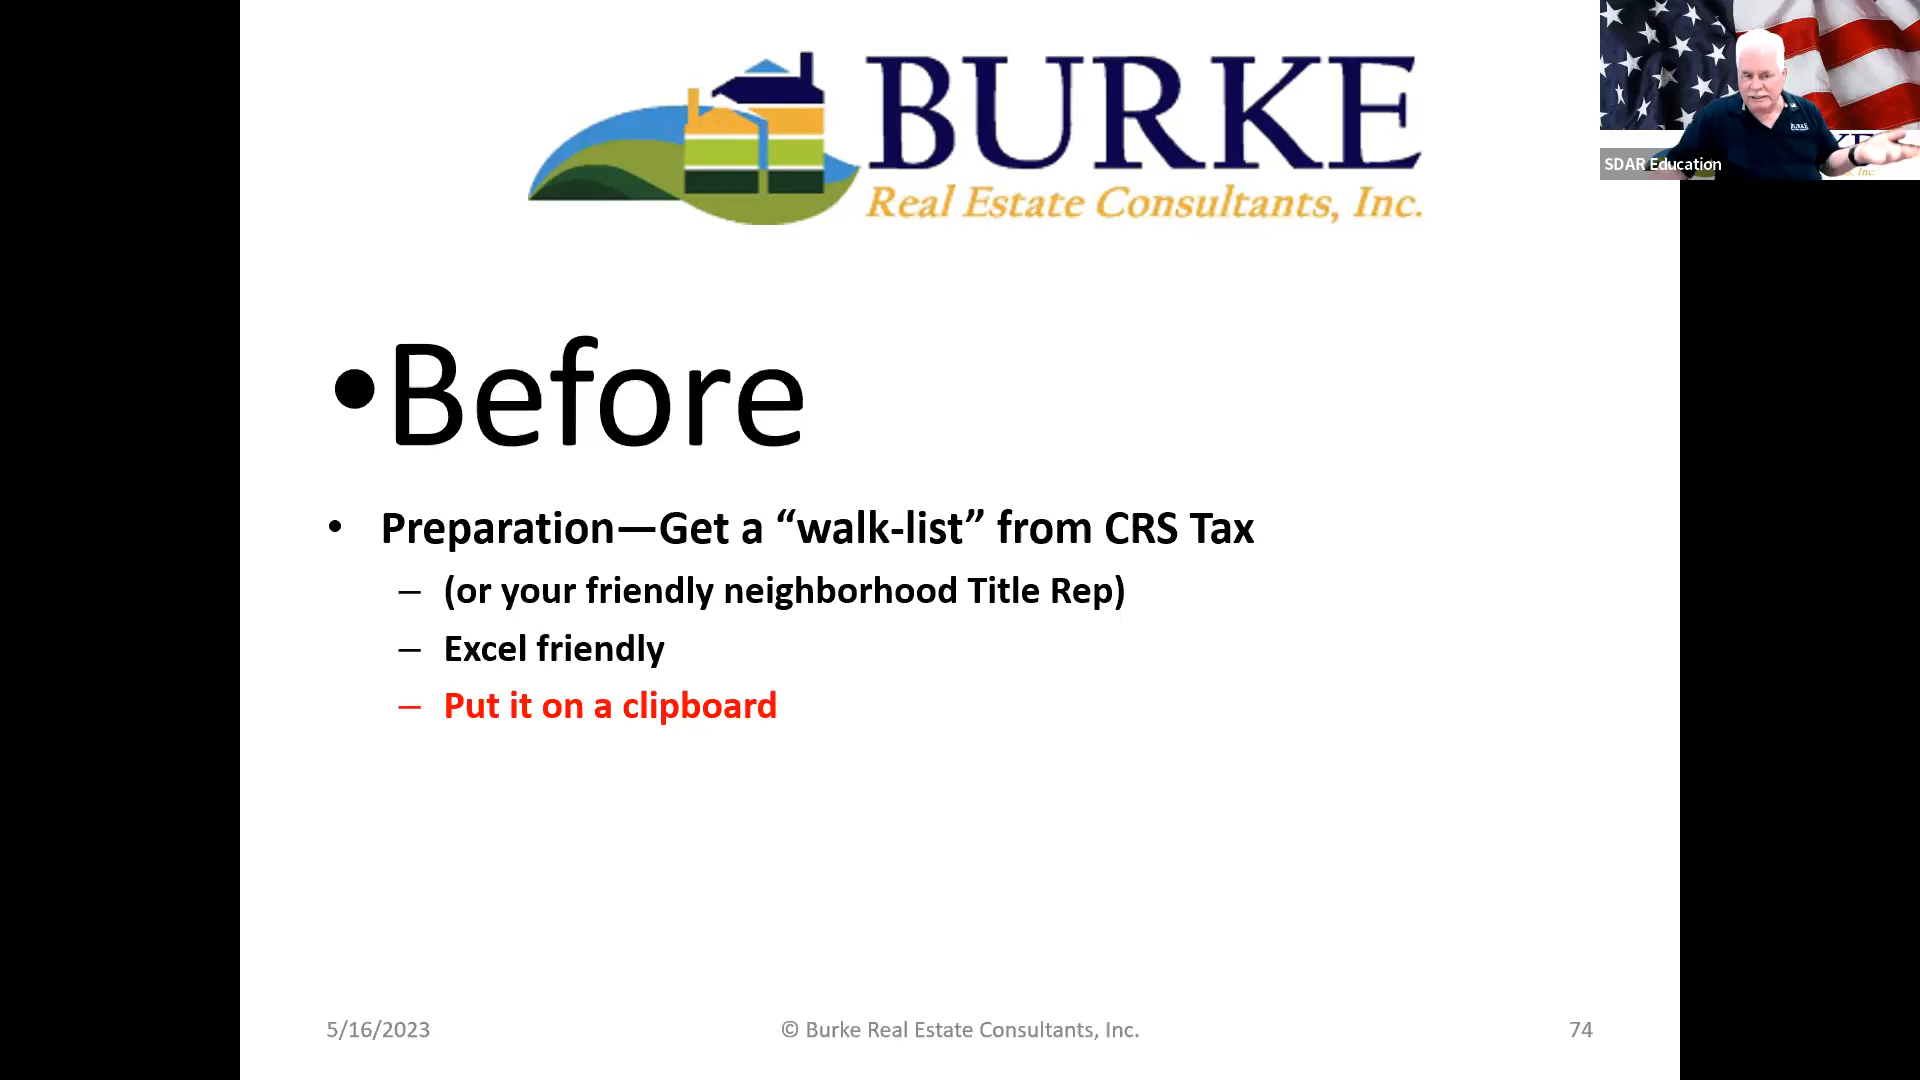 BURKE
Real Estate Consultants, Inc.
SDAR Education
•Before
• Preparation—Get a “walk-list” from CRS Tax
– (or your friendly neighborhood Title Rep)
– Excel friendly
– Put it on a clipboard
5/16/2023
© Burke Real Estate Consultants, Inc.
74